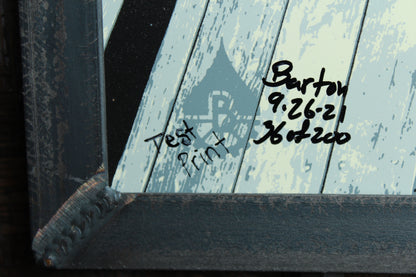 Barton
9-26-21
36 of 200
Test
Print